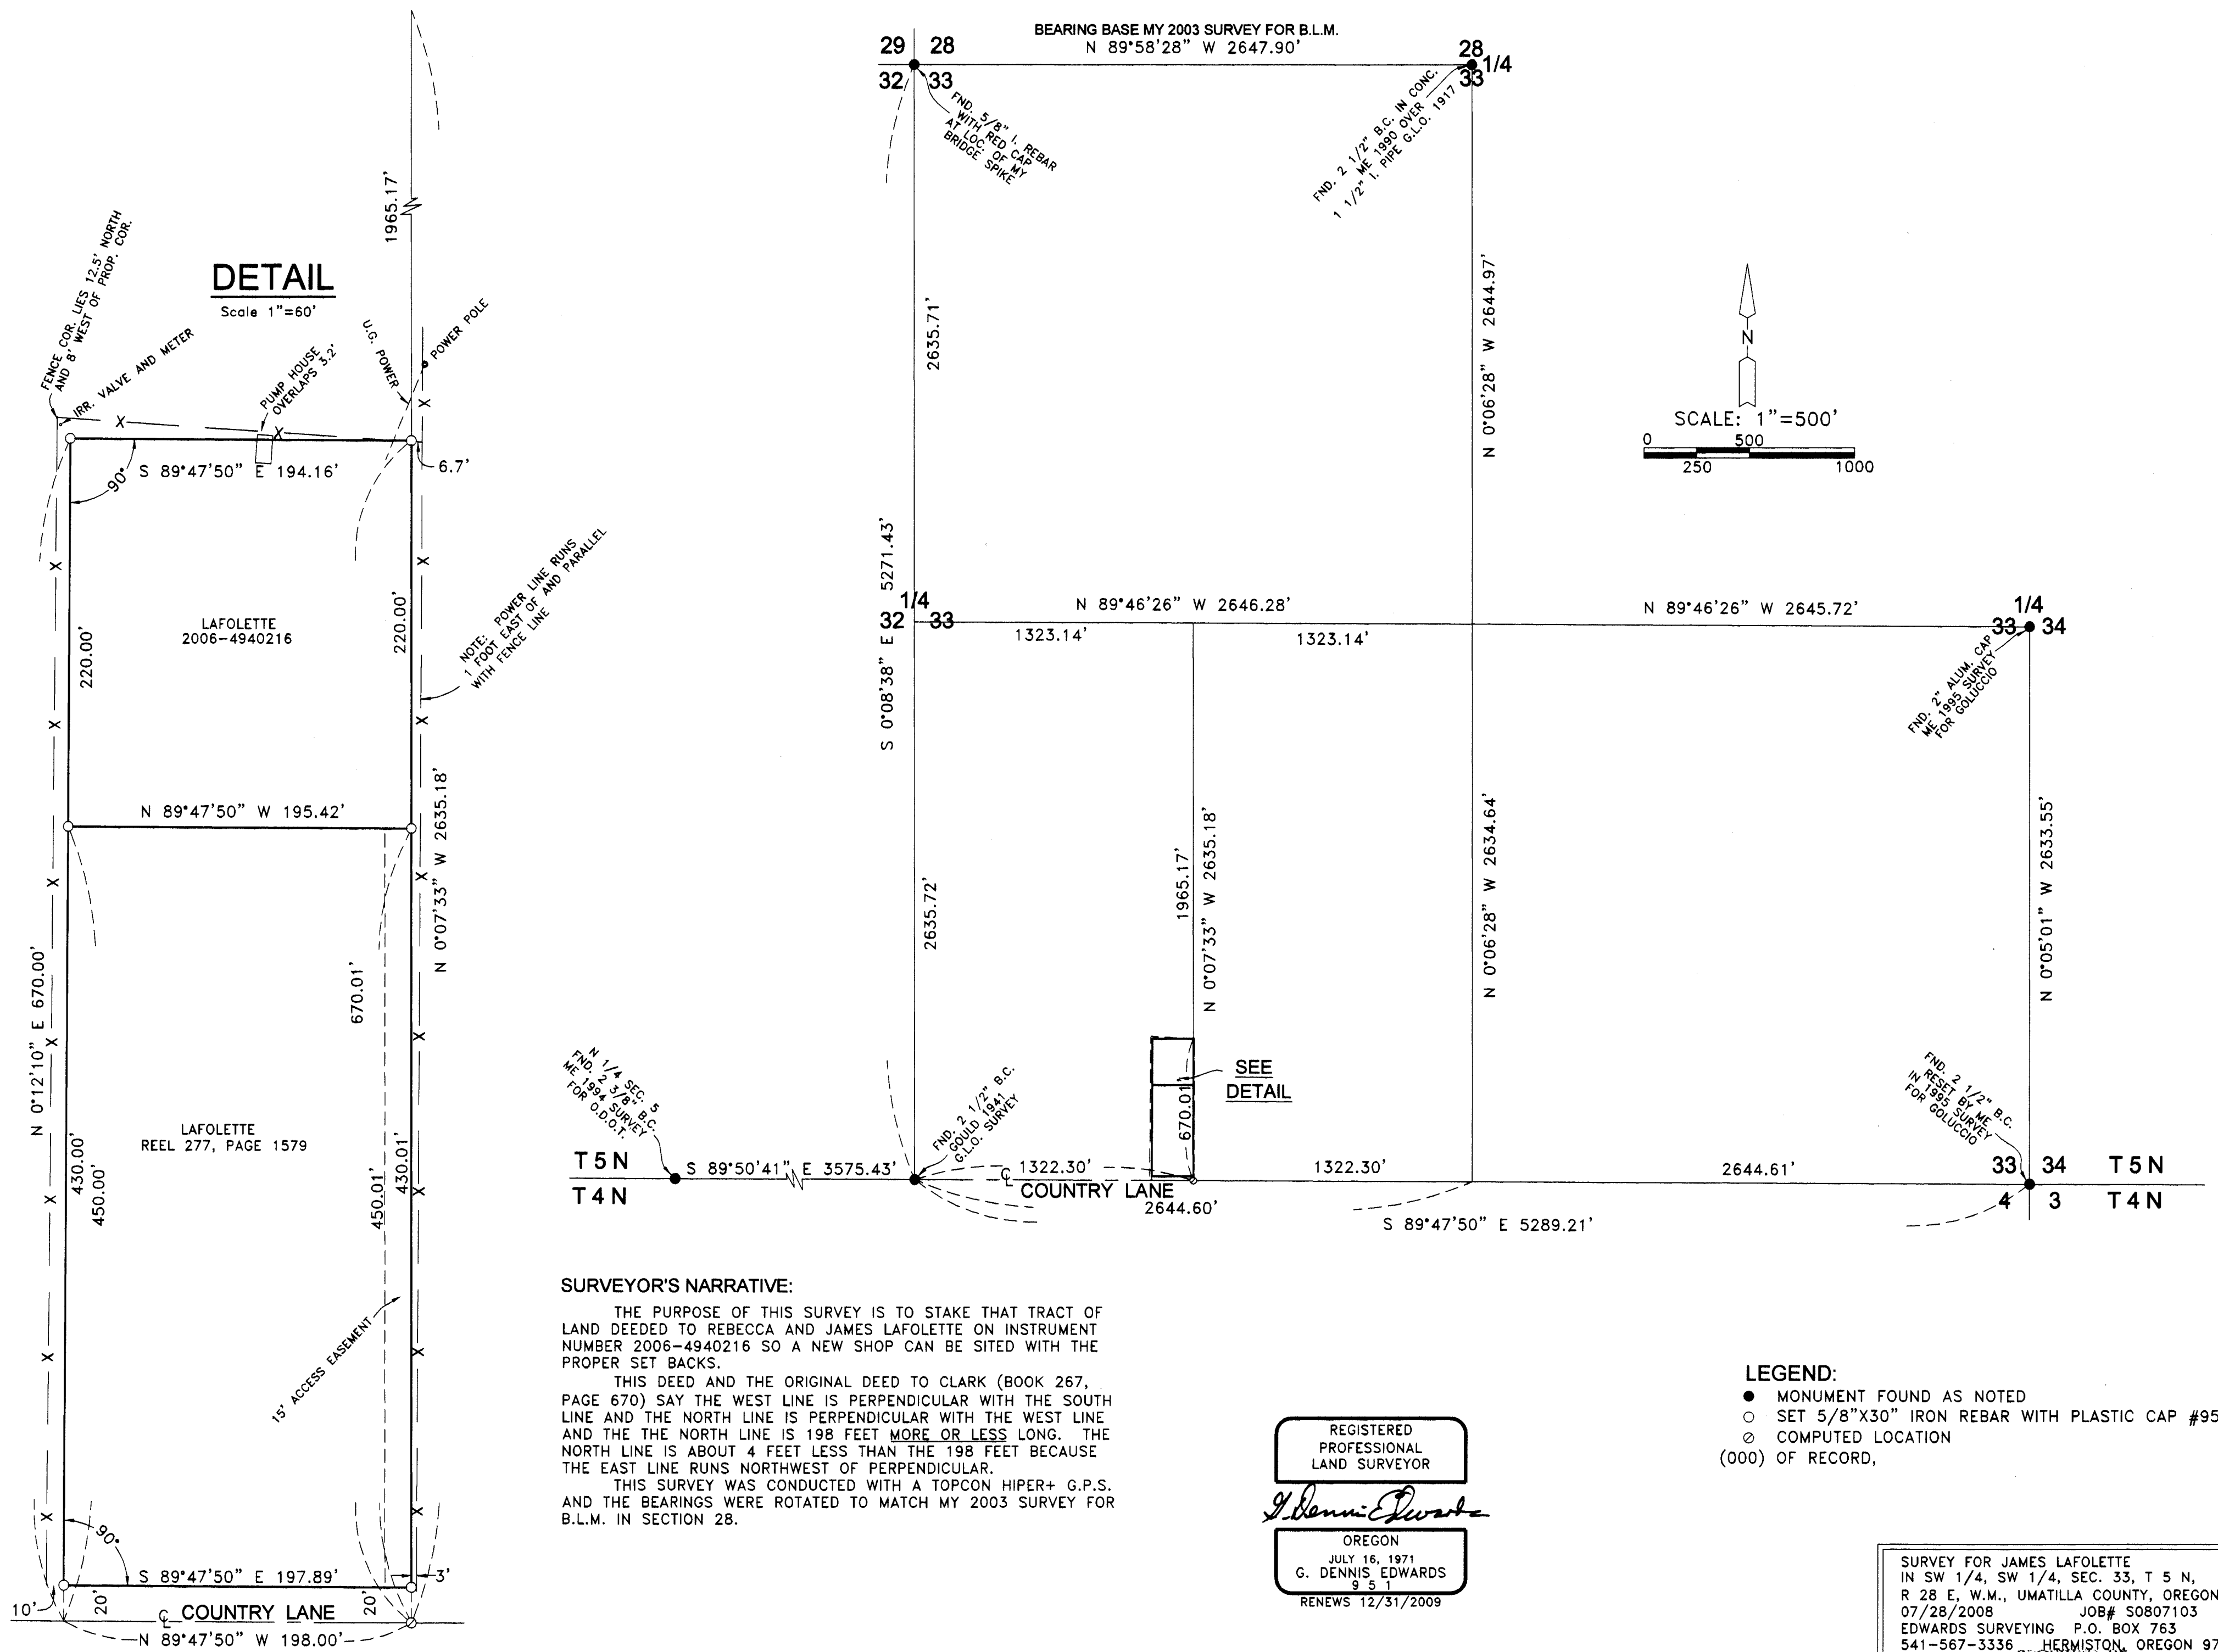 BEARING BASE MY 2003 SURVEY FOR B.L.M.
N 89°58'28" W 2647.90'
29 28
32 33
28
1/4
33
FND. 5/8" I. REBAR
WITH RED CAP
AT LOC. OF MY
BRIDGE SPIKE
FND. 2 1/2" B.C. IN CONC.
ME 1990 OVER
1 1/2" I. PIPE G.L.O. 1917
1965.17'
DETAIL
Scale 1"=60'
FENCE COR. LIES 12.5' NORTH
AND 8' WEST OF PROP. COR.
IRR. VALVE AND METER
PUMP HOUSE
OVERLAPS 3.2'
U.G. POWER
POWER POLE
X
X
X
90°
S 89°47'50" E 194.16'
6.7'
X
X
X
X
220.00'
LAFOLETTE
2006-4940216
220.00'
NOTE: POWER LINE RUNS
1 FOOT EAST OF AND PARALLEL
WITH FENCE LINE
N 89°47'50" W 195.42'
X
X
N 0°07'33" W 2635.18'
N 0°12'10" E 670.00'
X
X
670.01'
LAFOLETTE
REEL 277, PAGE 1579
430.00'
450.00'
450.01'
430.01'
X
X
X
X
15' ACCESS EASEMENT
X
X
90°
S 89°47'50" E 197.89'
3'
10'
20'
20'
℄ COUNTRY LANE
N 89°47'50" W 198.00'
2635.71'
S 0°08'38" E 5271.43'
N 0°06'28" W 2644.97'
N
SCALE: 1"=500'
0 500
250 1000
1/4
32 33
N 89°46'26" W 2646.28'
1323.14' 1323.14'
N 89°46'26" W 2645.72'
1/4
33 34
FND. 2" ALUM. CAP
ME 1995 SURVEY
FOR GOLUCCIO
2635.72'
1965.17'
N 0°07'33" W 2635.18'
N 0°06'28" W 2634.64'
N 0°05'01" W 2633.55'
SEE
DETAIL
670.01'
N 1/4 SEC. 5
FND. 2 3/8" B.C.
ME 1994 SURVEY
FOR O.D.O.T.
FND. 2 1/2" B.C.
GOULD 1941
G.L.O. SURVEY
FND. 2 1/2" B.C.
RESET BY ME
IN 1995 SURVEY
FOR GOLUCCIO
T 5 N
T 4 N
S 89°50'41" E 3575.43'
1322.30'
℄ COUNTRY LANE
1322.30'
2644.60'
2644.61'
S 89°47'50" E 5289.21'
33 34 T 5 N
4 3 T 4 N
SURVEYOR'S NARRATIVE:
THE PURPOSE OF THIS SURVEY IS TO STAKE THAT TRACT OF
LAND DEEDED TO REBECCA AND JAMES LAFOLETTE ON INSTRUMENT
NUMBER 2006-4940216 SO A NEW SHOP CAN BE SITED WITH THE
PROPER SET BACKS.
THIS DEED AND THE ORIGINAL DEED TO CLARK (BOOK 267,
PAGE 670) SAY THE WEST LINE IS PERPENDICULAR WITH THE SOUTH
LINE AND THE NORTH LINE IS PERPENDICULAR WITH THE WEST LINE
AND THE THE NORTH LINE IS 198 FEET MORE OR LESS LONG. THE
NORTH LINE IS ABOUT 4 FEET LESS THAN THE 198 FEET BECAUSE
THE EAST LINE RUNS NORTHWEST OF PERPENDICULAR.
THIS SURVEY WAS CONDUCTED WITH A TOPCON HIPER+ G.P.S.
AND THE BEARINGS WERE ROTATED TO MATCH MY 2003 SURVEY FOR
B.L.M. IN SECTION 28.
REGISTERED
PROFESSIONAL
LAND SURVEYOR
G. Dennis Edwards
OREGON
JULY 16, 1971
G. DENNIS EDWARDS
9 5 1
RENEWS 12/31/2009
LEGEND:
● MONUMENT FOUND AS NOTED
○ SET 5/8"X30" IRON REBAR WITH PLASTIC CAP #95
⊘ COMPUTED LOCATION
(000) OF RECORD,
SURVEY FOR JAMES LAFOLETTE
IN SW 1/4, SW 1/4, SEC. 33, T 5 N,
R 28 E, W.M., UMATILLA COUNTY, OREGON
07/28/2008 JOB# S0807103
EDWARDS SURVEYING P.O. BOX 763
541-567-3336 HERMISTON, OREGON 97